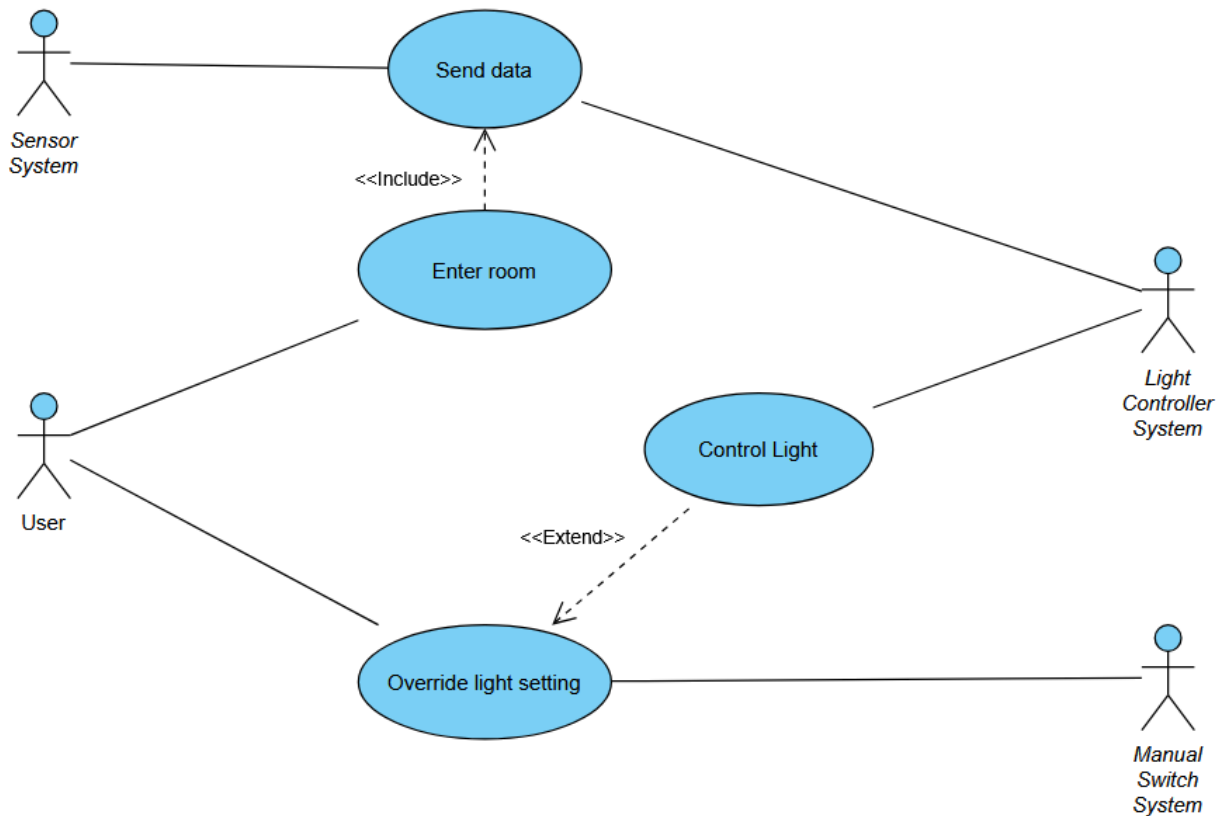 Send data
Sensor
System
<<Include>>
Enter room
Light
Controller
System
Control Light
User
<<Extend>>
Override light setting
Manual
Switch
System